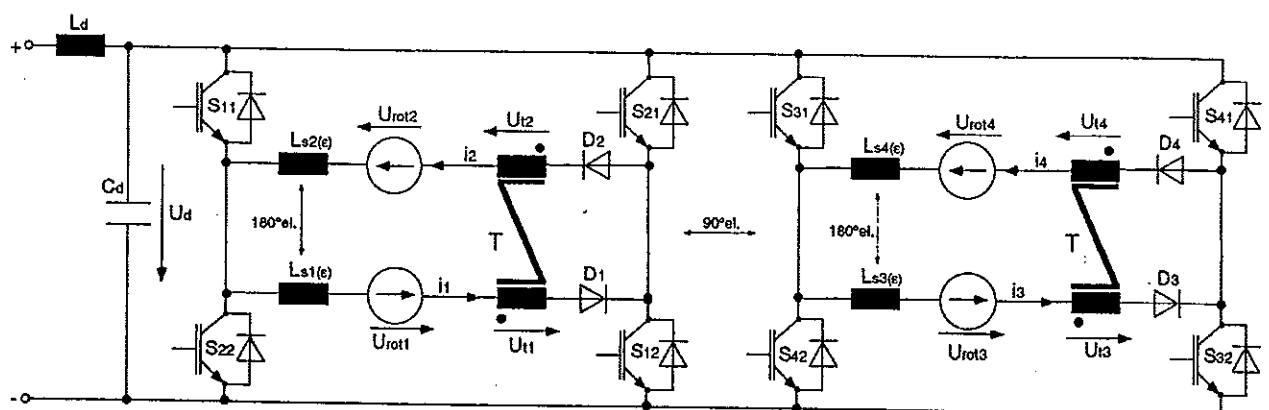 Ld
+
S11
Urot2
Ut2
S21
S31
Urot4
Ut4
S41
Ls2(ε)
i2
D2
Ls4(ε)
i4
D4
Cd
Ud
180°el.
T
90°el.
180°el.
T
Ls1(ε)
i1
D1
Ls3(ε)
i3
D3
S22
Urot1
Ut1
S12
S42
Urot3
Ut3
S32
-